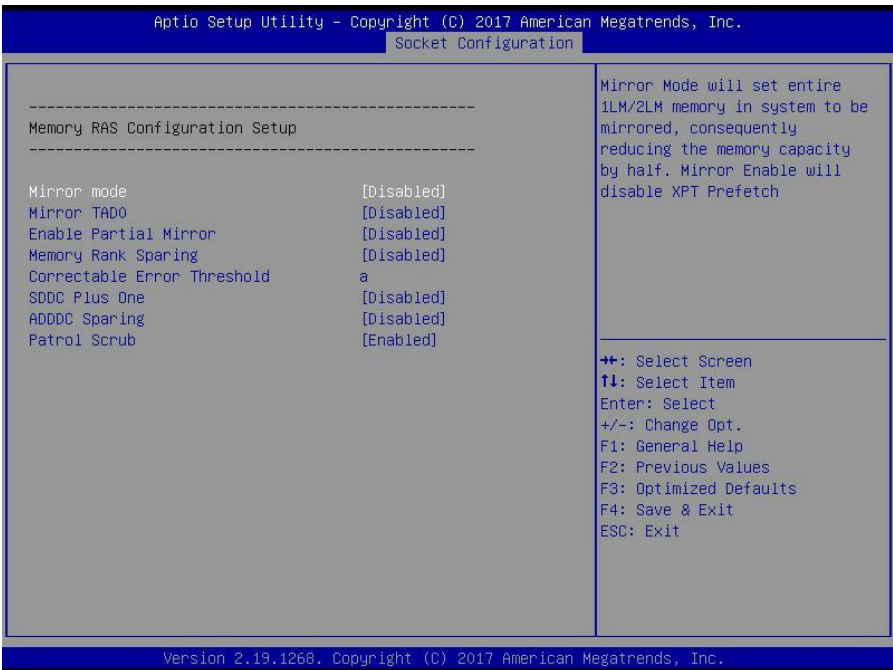 Aptio Setup Utility – Copyright (C) 2017 American Megatrends, Inc.
Socket Configuration
Memory RAS Configuration Setup
Mirror mode [Disabled]
Mirror TAD0 [Disabled]
Enable Partial Mirror [Disabled]
Memory Rank Sparing [Disabled]
Correctable Error Threshold a
SDDC Plus One [Disabled]
ADDDC Sparing [Disabled]
Patrol Scrub [Enabled]
Mirror Mode will set entire
1LM/2LM memory in system to be
mirrored, consequently
reducing the memory capacity
by half. Mirror Enable will
disable XPT Prefetch
→←: Select Screen
↑↓: Select Item
Enter: Select
+/-: Change Opt.
F1: General Help
F2: Previous Values
F3: Optimized Defaults
F4: Save & Exit
ESC: Exit
Version 2.19.1268. Copyright (C) 2017 American Megatrends, Inc.